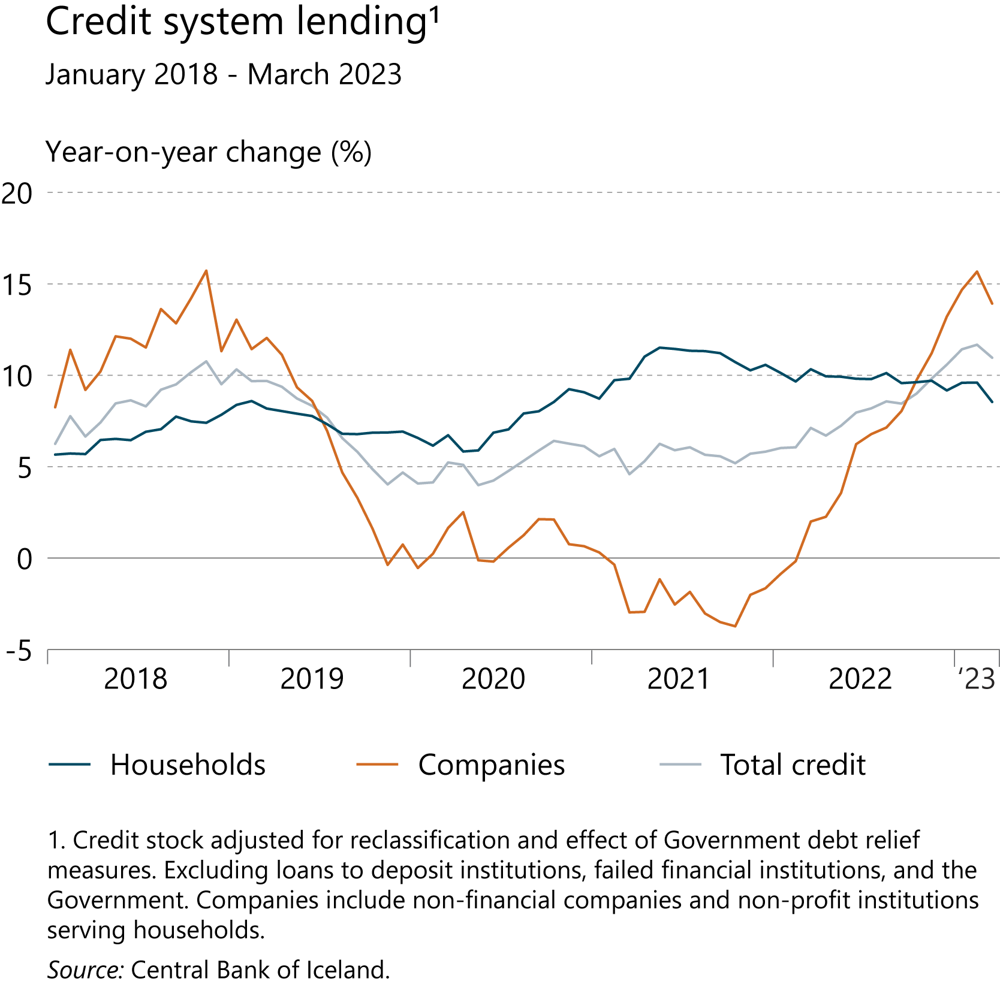 Credit system lending¹
January 2018 - March 2023
Year-on-year change (%)
20
15
10
5
0
-5
2018 2019 2020 2021 2022 ‘23
Households Companies Total credit
1. Credit stock adjusted for reclassification and effect of Government debt relief
measures. Excluding loans to deposit institutions, failed financial institutions, and the
Government. Companies include non-financial companies and non-profit institutions
serving households.
Source: Central Bank of Iceland.